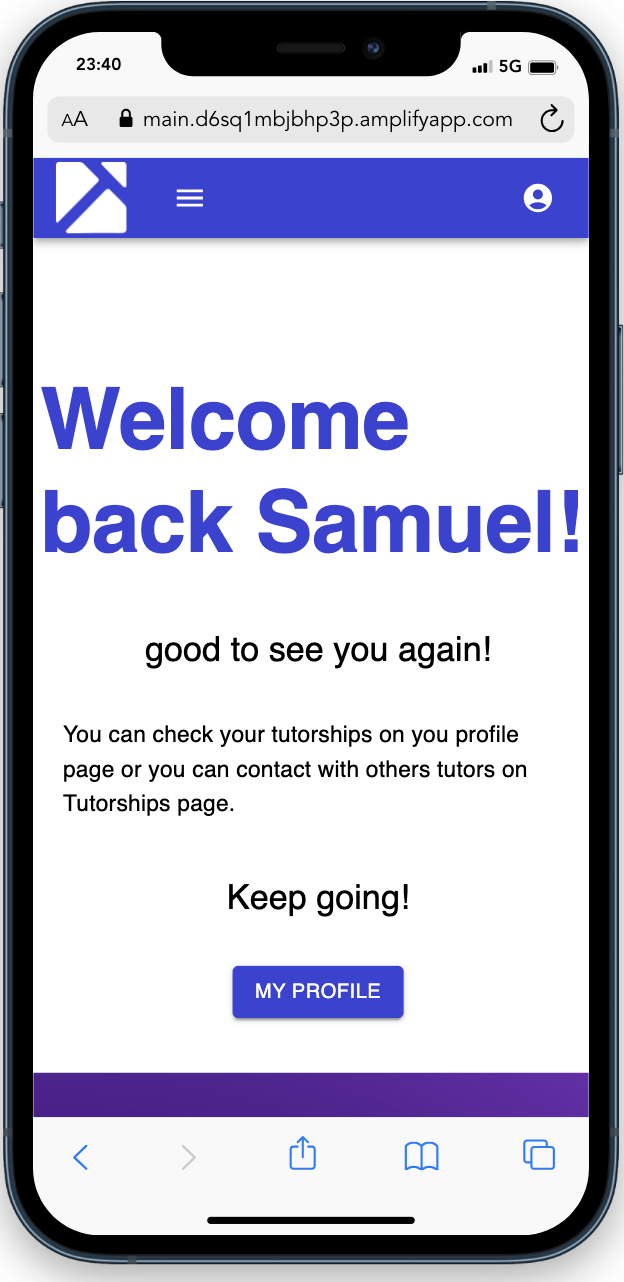 23:40
5G
AA
main.d6sq1mbjbhp3p.amplifyapp.com
Welcome
back Samuel!
good to see you again!
You can check your tutorships on you profile
page or you can contact with others tutors on
Tutorships page.
Keep going!
MY PROFILE